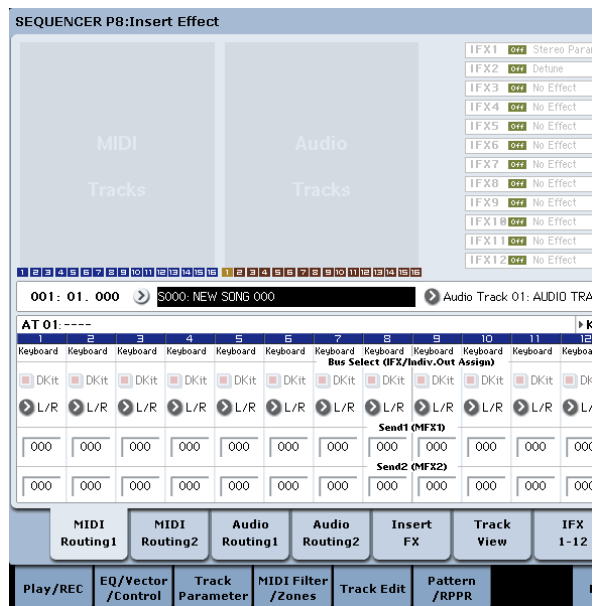 SEQUENCER P8:Insert Effect
IFX1 Off Stereo Para
IFX2 Off Detune
IFX3 Off No Effect
IFX4 Off No Effect
IFX5 Off No Effect
IFX6 Off No Effect
IFX7 Off No Effect
IFX8 Off No Effect
IFX9 Off No Effect
IFX10 Off No Effect
IFX11 Off No Effect
IFX12 Off No Effect
MIDI Audio
Tracks Tracks
1 2 3 4 5 6 7 8 9 10 11 12 13 14 15 16 1 2 3 4 5 6 7 8 9 10 11 12 13 14 15 16
001: 01. 000 S000: NEW SONG 000 Audio Track 01: AUDIO TRA
AT 01:---- K
1 2 3 4 5 6 7 8 9 10 11 12
Keyboard Keyboard Keyboard Keyboard Keyboard Keyboard Keyboard Keyboard Keyboard Keyboard Keyboard Keyboa
Bus Select (IFX/Indiv.Out Assign)
DKit DKit DKit DKit DKit DKit DKit DKit DKit DKit DKit DK
L/R L/R L/R L/R L/R L/R L/R L/R L/R L/R L/R L/R
Send1 (MFX1)
000 000 000 000 000 000 000 000 000 000 000 000
Send2 (MFX2)
000 000 000 000 000 000 000 000 000 000 000 000
MIDI Routing1 MIDI Routing2 Audio Routing1 Audio Routing2 Insert FX Track View IFX 1-12
Play/REC EQ/Vector /Control Track Parameter MIDI Filter /Zones Track Edit Pattern /RPPR